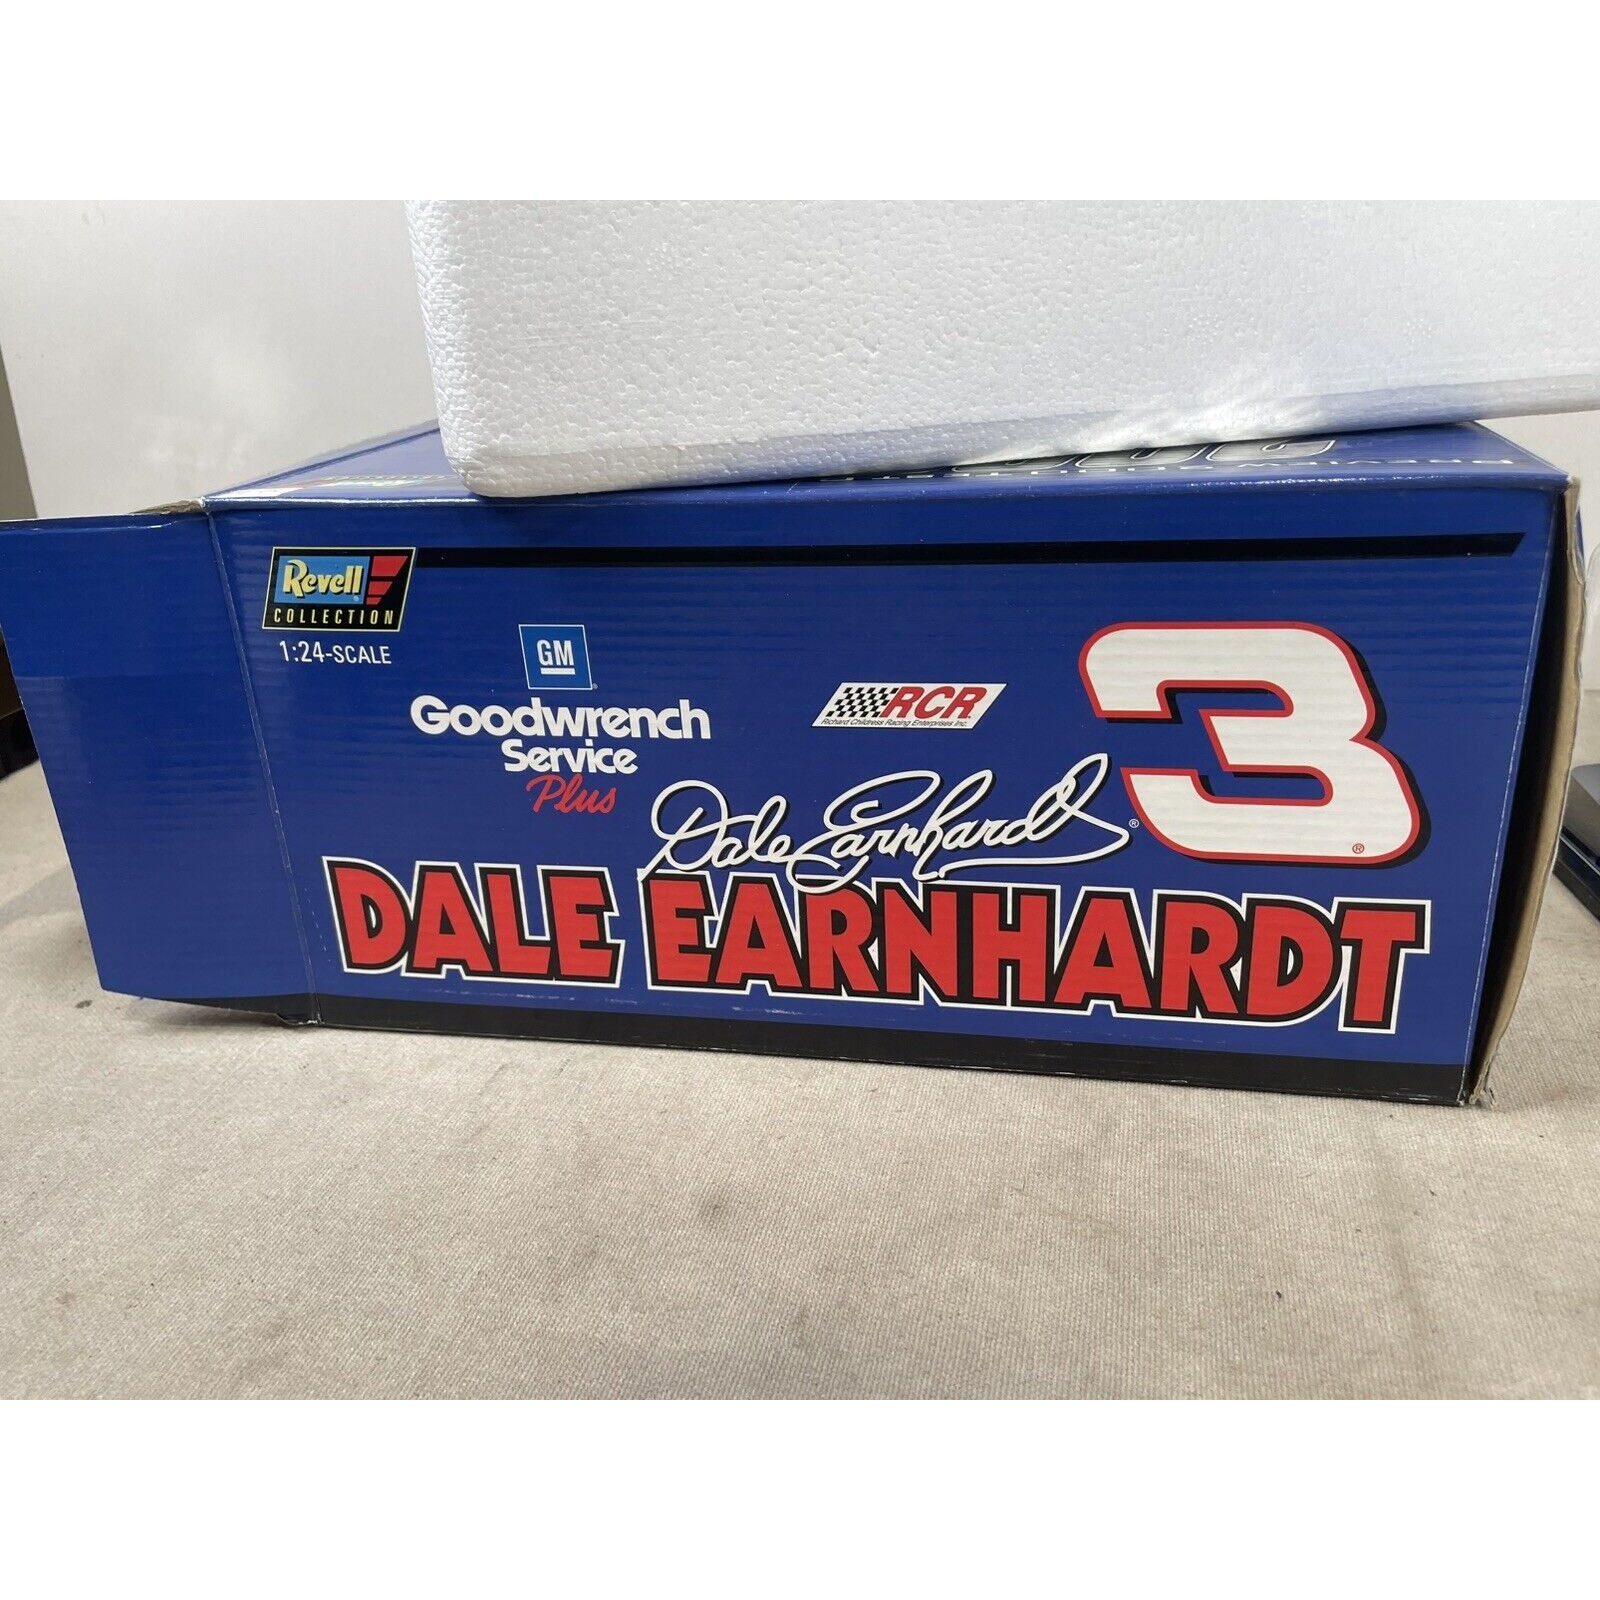 Revell
COLLECTION
1:24-SCALE
GM
Goodwrench
Service
Plus
RCR
Richard Childress Racing Enterprises Inc.
3
Dale Earnhardt
DALE EARNHARDT